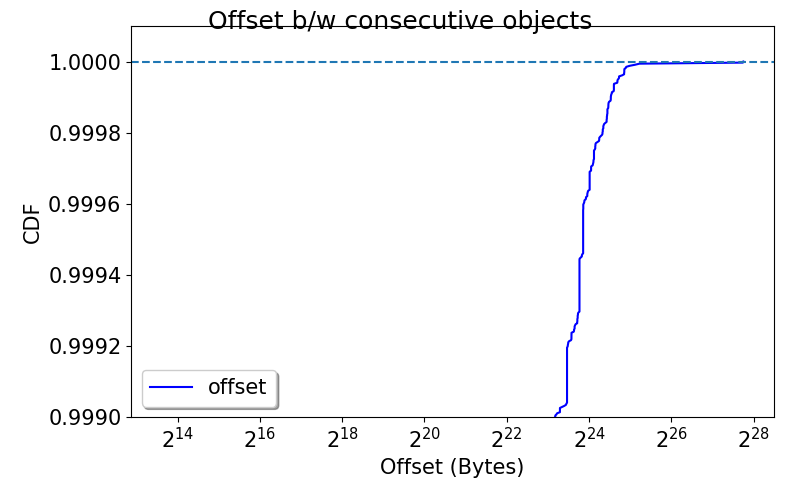 Offset b/w consecutive objects
1.0000
0.9998
0.9996
0.9994
0.9992
0.9990
CDF
offset
2^14 2^16 2^18 2^20 2^22 2^24 2^26 2^28
Offset (Bytes)